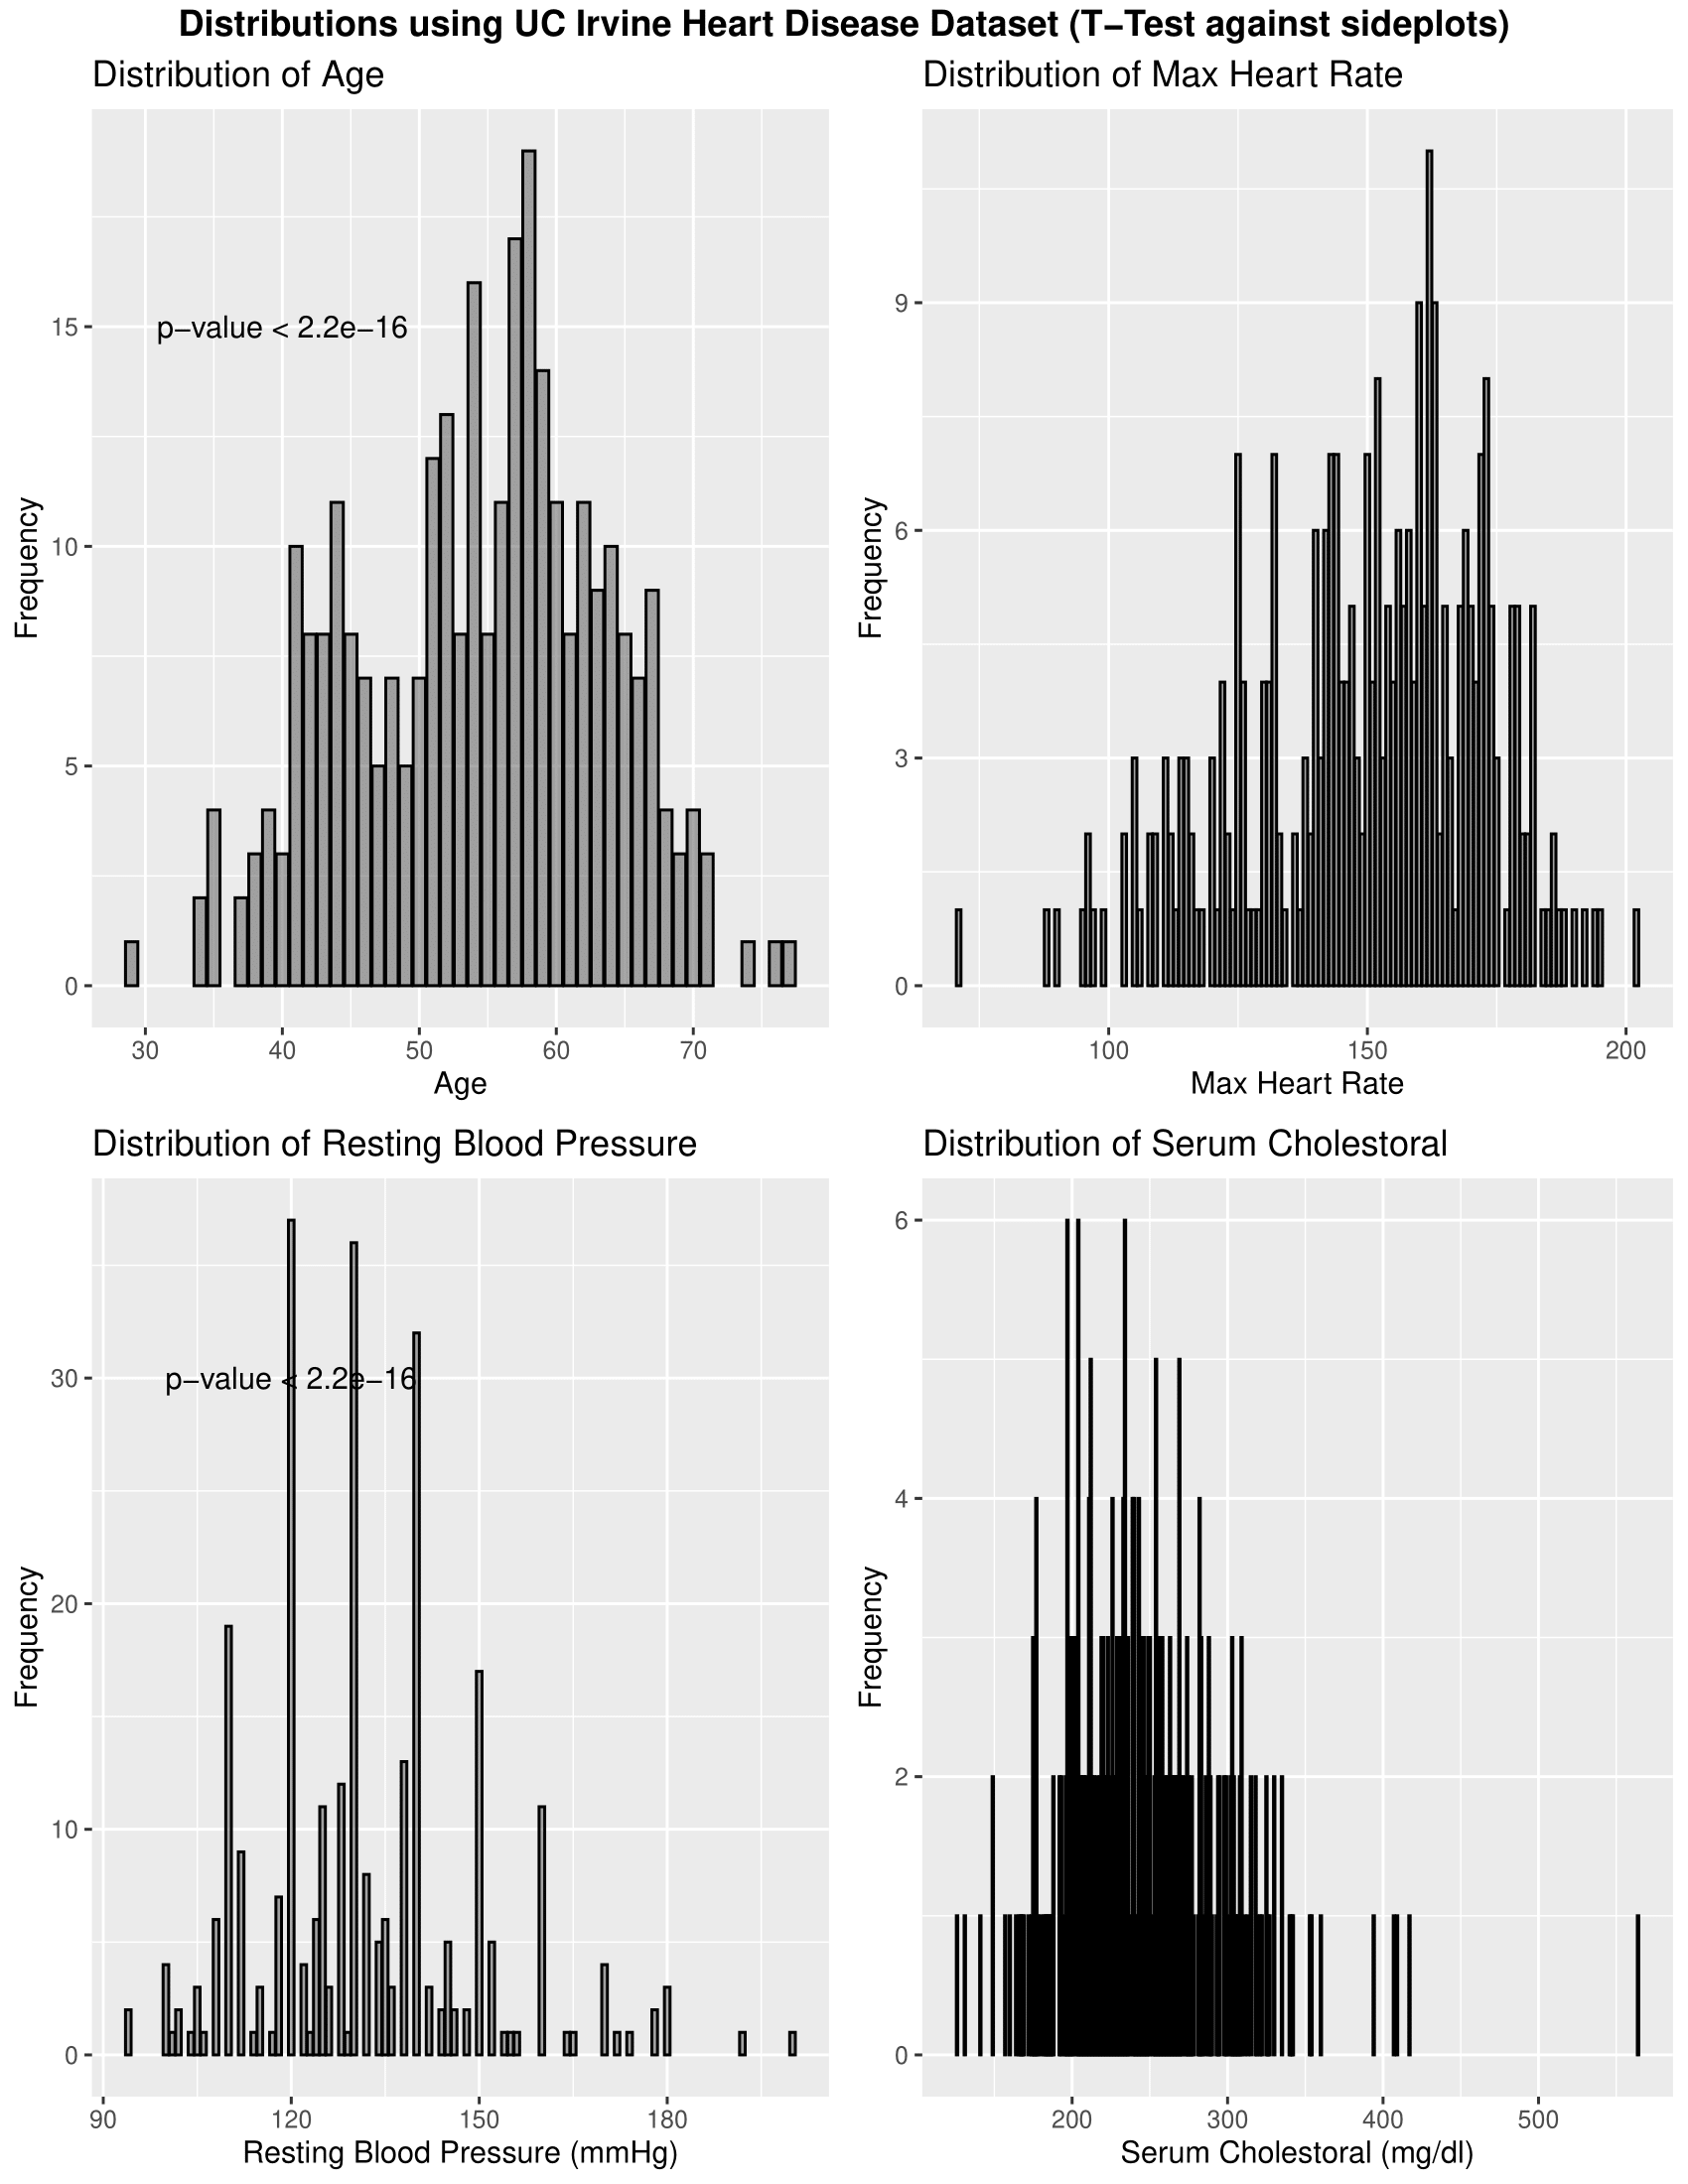 Distributions using UC Irvine Heart Disease Dataset (T−Test against sideplots)
Distribution of Age
Frequency
15
10
5
0
p−value < 2.2e−16
30 40 50 60 70
Age
Distribution of Max Heart Rate
Frequency
9
6
3
0
100 150 200
Max Heart Rate
Distribution of Resting Blood Pressure
Frequency
30
20
10
0
p−value < 2.2e−16
90 120 150 180
Resting Blood Pressure (mmHg)
Distribution of Serum Cholestoral
Frequency
6
4
2
0
200 300 400 500
Serum Cholestoral (mg/dl)